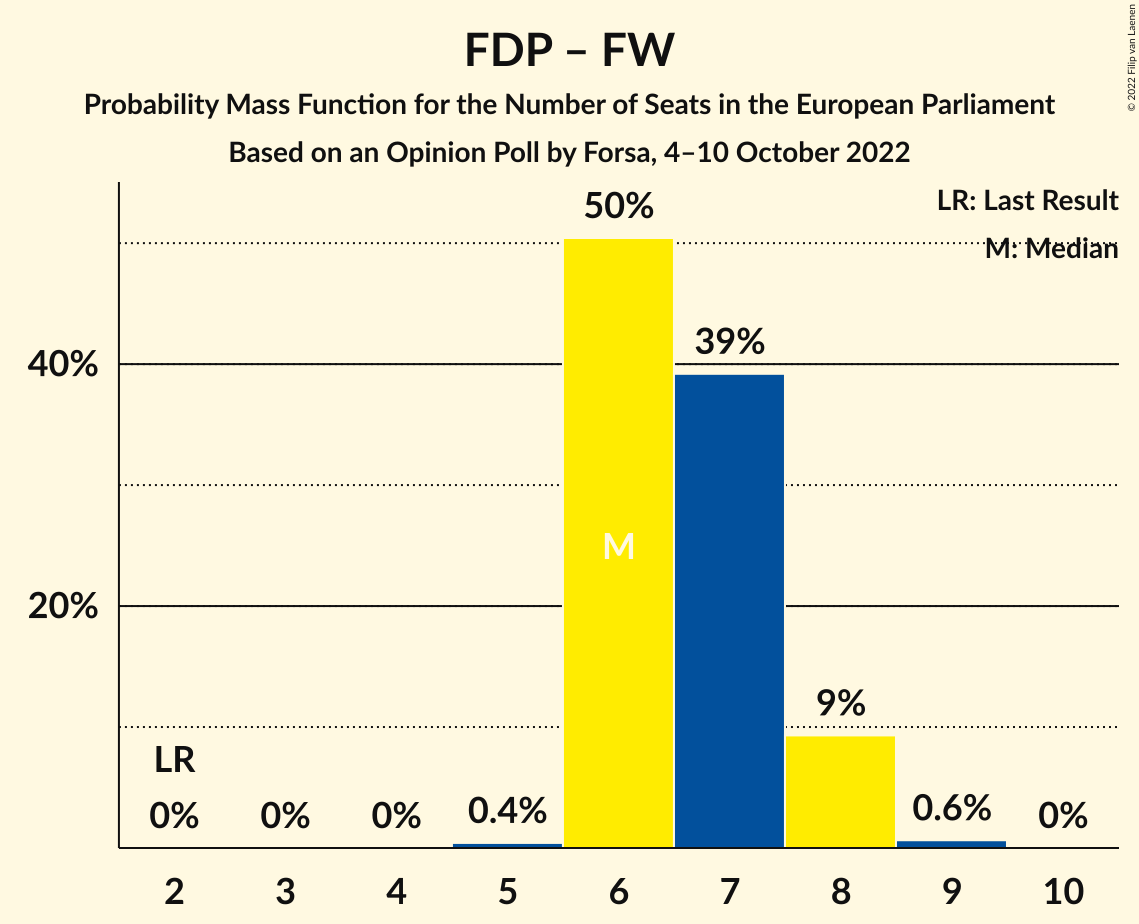 FDP – FW
Probability Mass Function for the Number of Seats in the European Parliament
Based on an Opinion Poll by Forsa, 4–10 October 2022
© 2022 Filip van Laenen
LR: Last Result
M: Median
50%
39%
40%
M
20%
9%
LR
0%
0%
0%
0.4%
0.6%
0%
2 3 4 5 6 7 8 9 10